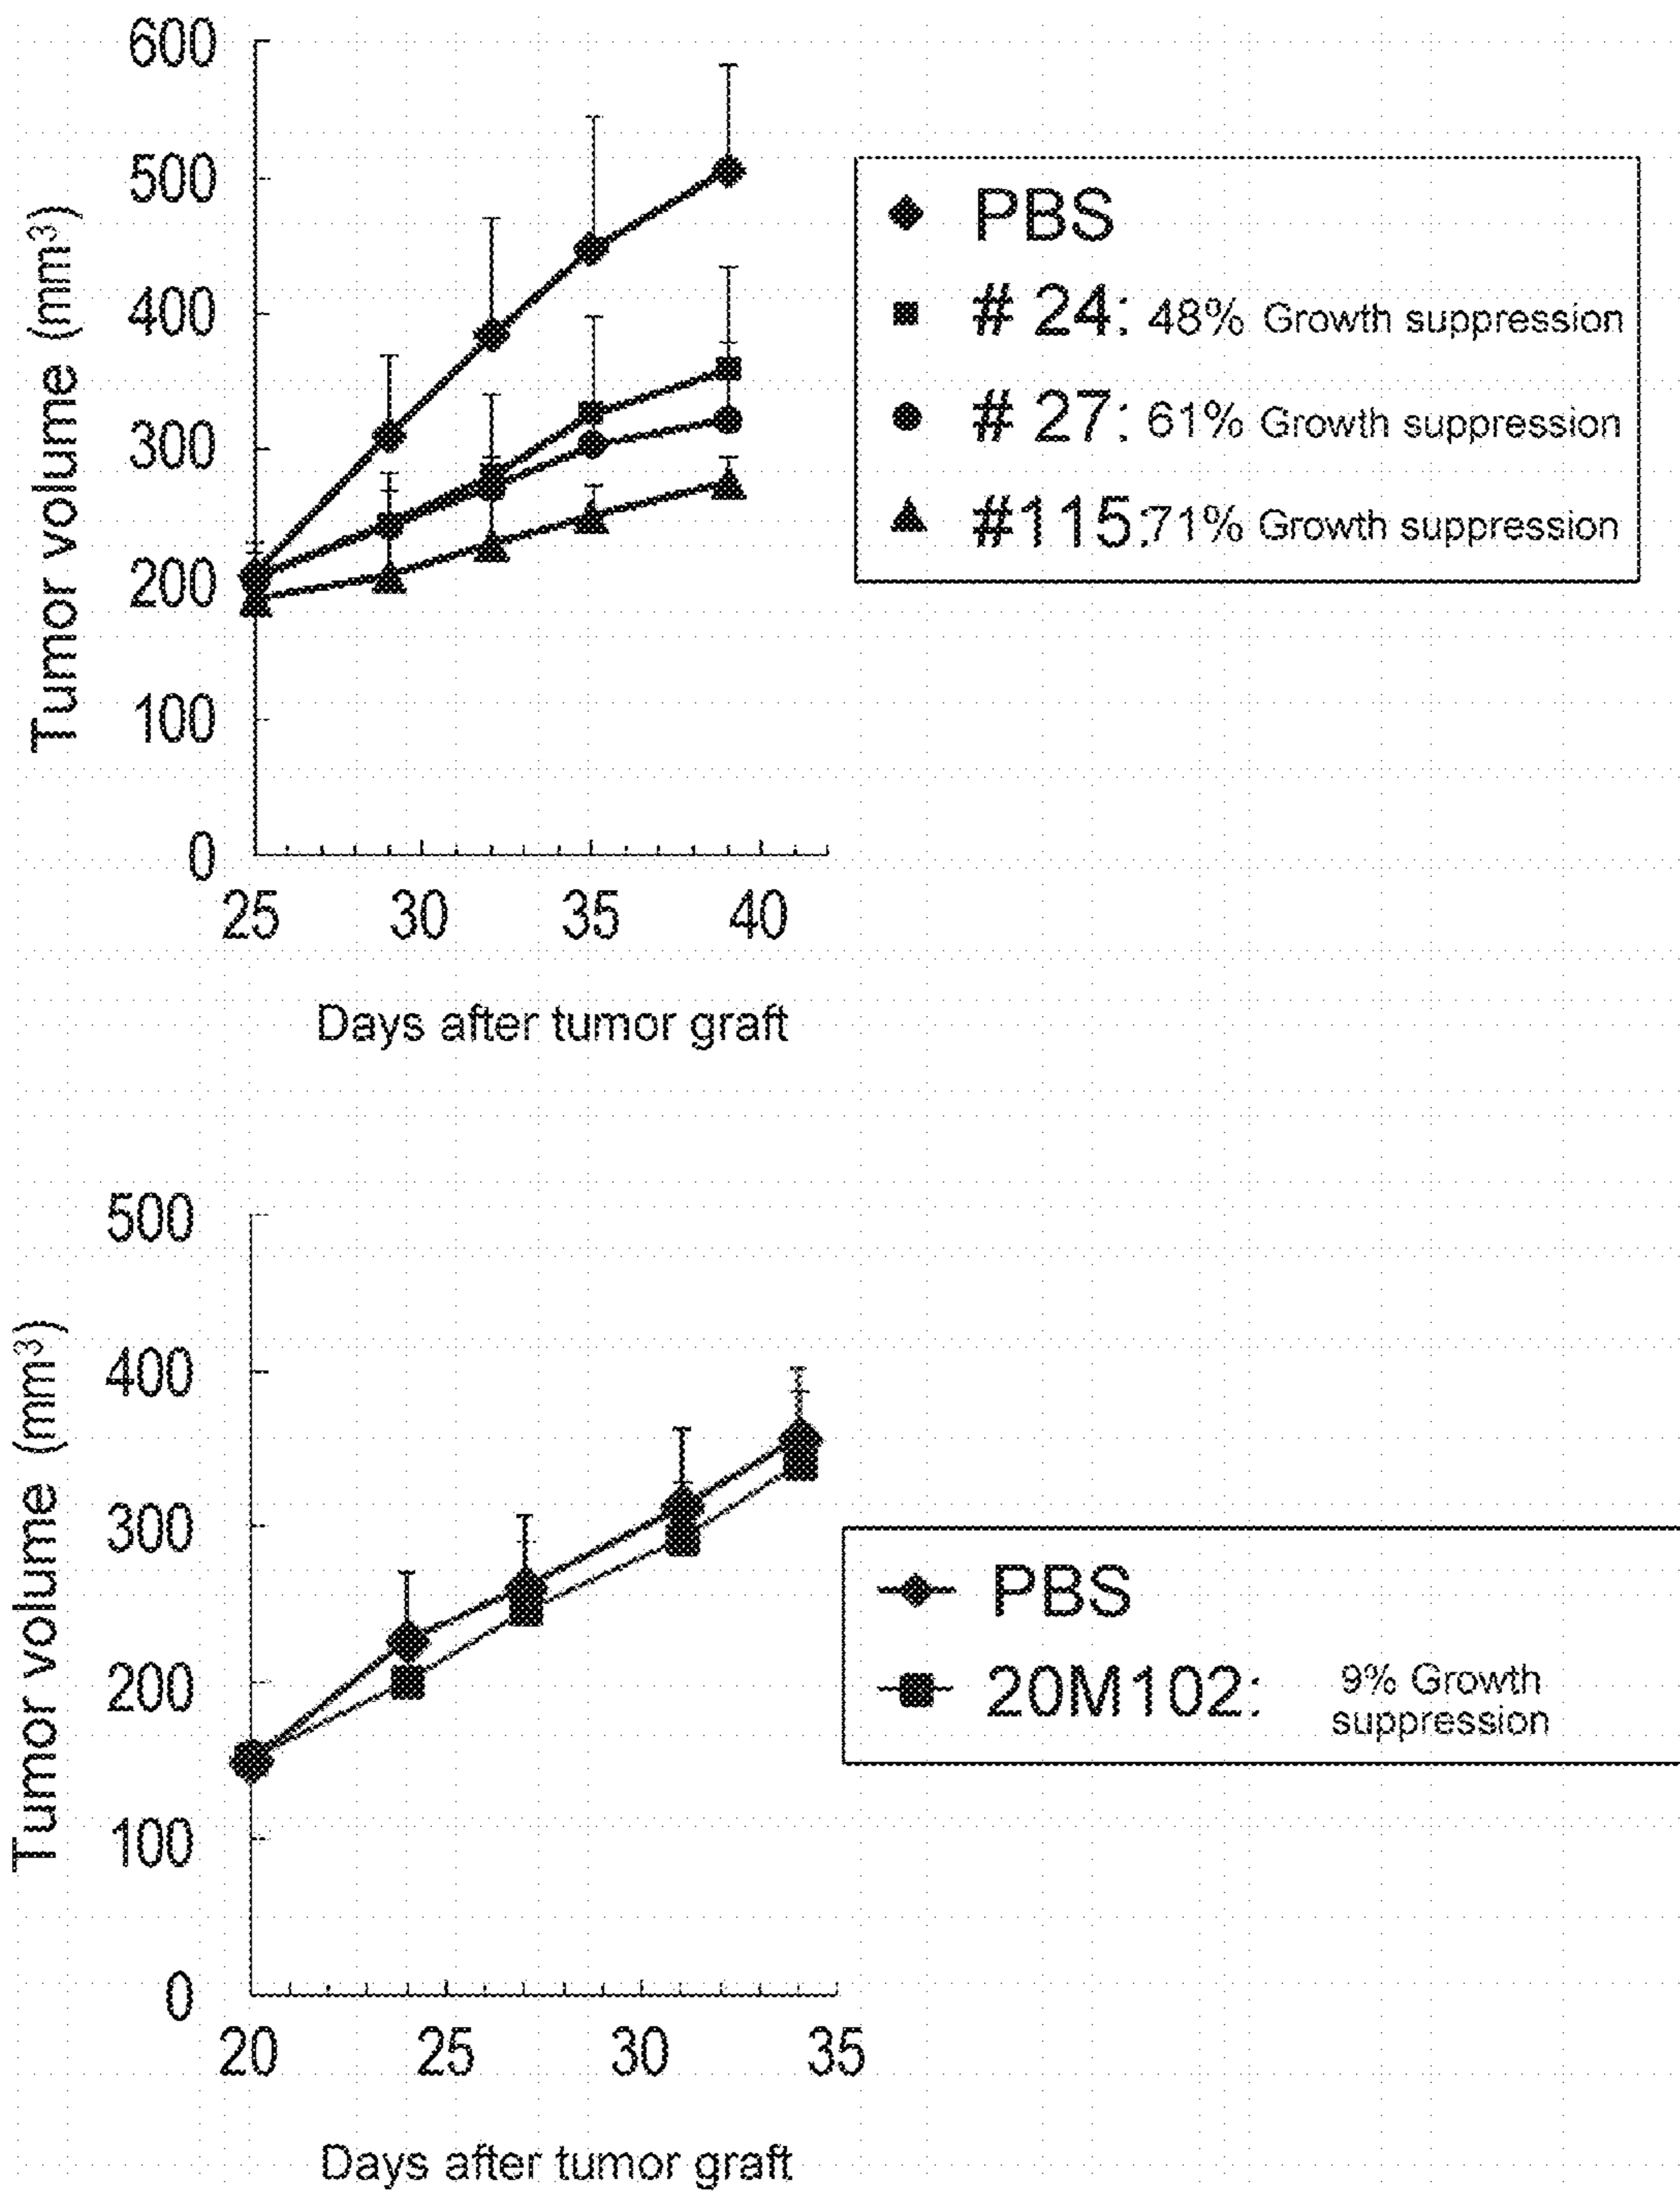 600
500
400
300
200
100
0
Tumor volume (mm³)
25 30 35 40
Days after tumor graft
PBS
# 24: 48% Growth suppression
# 27: 61% Growth suppression
#115: 71% Growth suppression
500
400
300
200
100
0
Tumor volume (mm³)
20 25 30 35
Days after tumor graft
PBS
20M102: 9% Growth
suppression